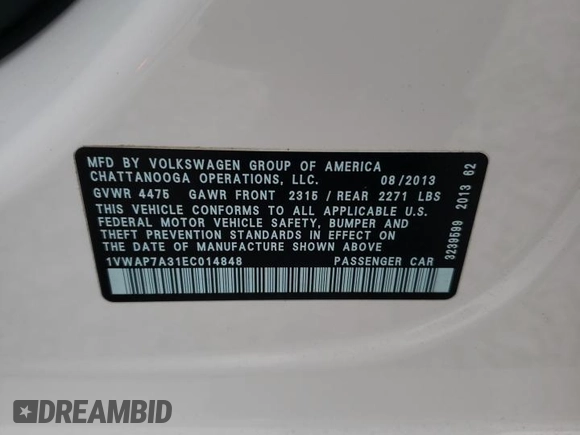 MFD BY VOLKSWAGEN GROUP OF AMERICA
CHATTANOOGA OPERATIONS, LLC. 08/2013
GVWR 4475 GAWR FRONT 2315 / REAR 2271 LBS
THIS VEHICLE CONFORMS TO ALL APPLICABLE U.S.
FEDERAL MOTOR VEHICLE SAFETY, BUMPER AND
THEFT PREVENTION STANDARDS IN EFFECT ON
THE DATE OF MANUFACTURE SHOWN ABOVE
1VWAP7A31EC014848 PASSENGER CAR
3239599 2013 62
DREAMBID